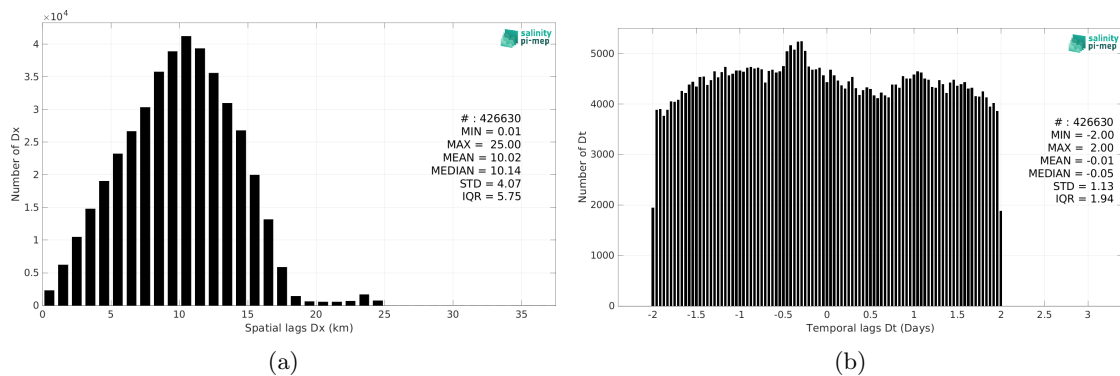 ×10⁴
4
3.5
3
2.5
2
1.5
1
0.5
0
Number of Dx
0 5 10 15 20 25 30 35
Spatial lags Dx (km)
salinity
pi-mep
# : 426630
MIN = 0.01
MAX = 25.00
MEAN = 10.02
MEDIAN = 10.14
STD = 4.07
IQR = 5.75
(a)
5000
4000
3000
2000
1000
0
Number of Dt
-2 -1.5 -1 -0.5 0 0.5 1 1.5 2 2.5 3
Temporal lags Dt (Days)
salinity
pi-mep
# : 426630
MIN = -2.00
MAX = 2.00
MEAN = -0.01
MEDIAN = -0.05
STD = 1.13
IQR = 1.94
(b)